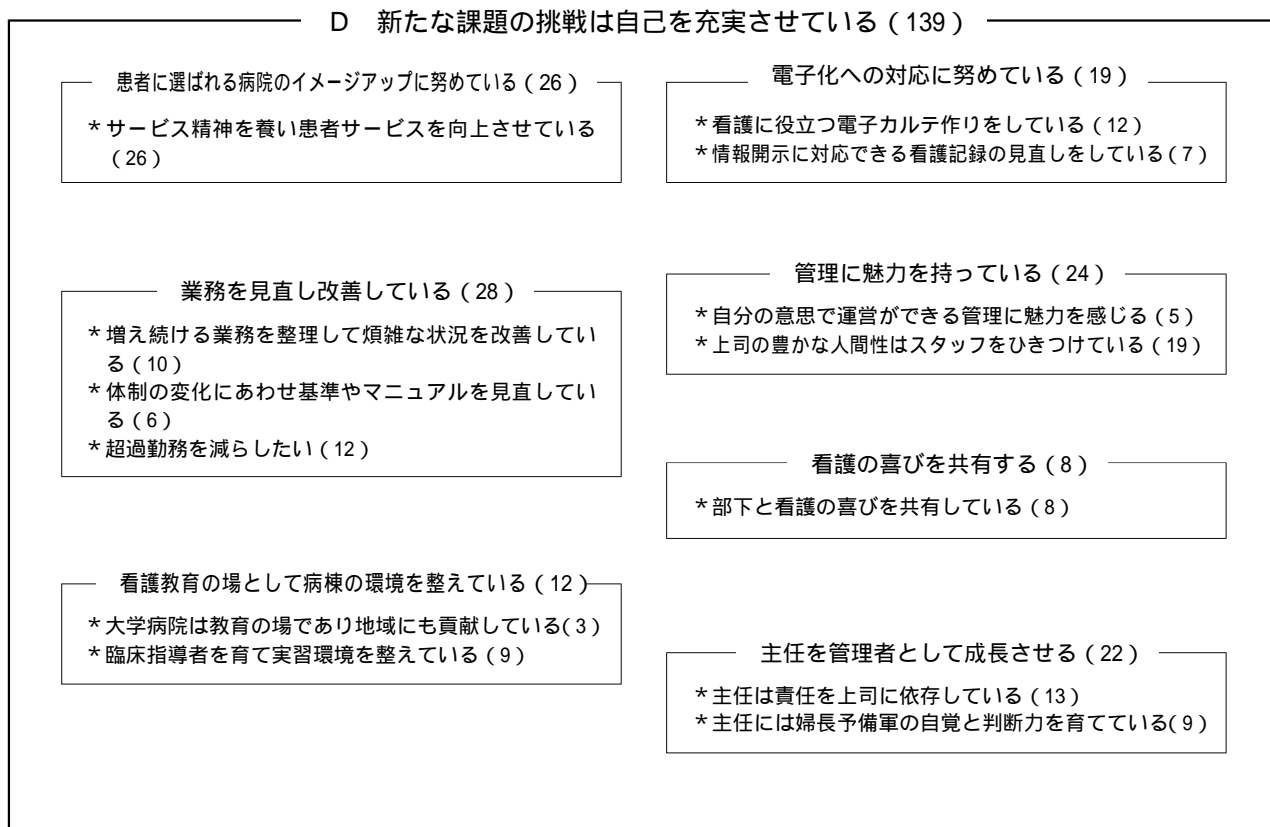 D 新たな課題の挑戦は自己を充実させている(139)
患者に選ばれる病院のイメージアップに努めている(26)
*サービス精神を養い患者サービスを向上させている
(26)
業務を見直し改善している(28)
*増え続ける業務を整理して煩雑な状況を改善してい
る(10)
*体制の変化にあわせ基準やマニュアルを見直してい
る(6)
*超過勤務を減らしたい(12)
看護教育の場として病棟の環境を整えている(12)
*大学病院は教育の場であり地域にも貢献している(3)
*臨床指導者を育て実習環境を整えている(9)
電子化への対応に努めている(19)
*看護に役立つ電子カルテ作りをしている(12)
*情報開示に対応できる看護記録の見直しをしている(7)
管理に魅力を持っている(24)
*自分の意思で運営ができる管理に魅力を感じる(5)
*上司の豊かな人間性はスタッフをひきつけている(19)
看護の喜びを共有する(8)
*部下と看護の喜びを共有している(8)
主任を管理者として成長させる(22)
*主任は責任を上司に依存している(13)
*主任には婦長予備軍の自覚と判断力を育てている(9)